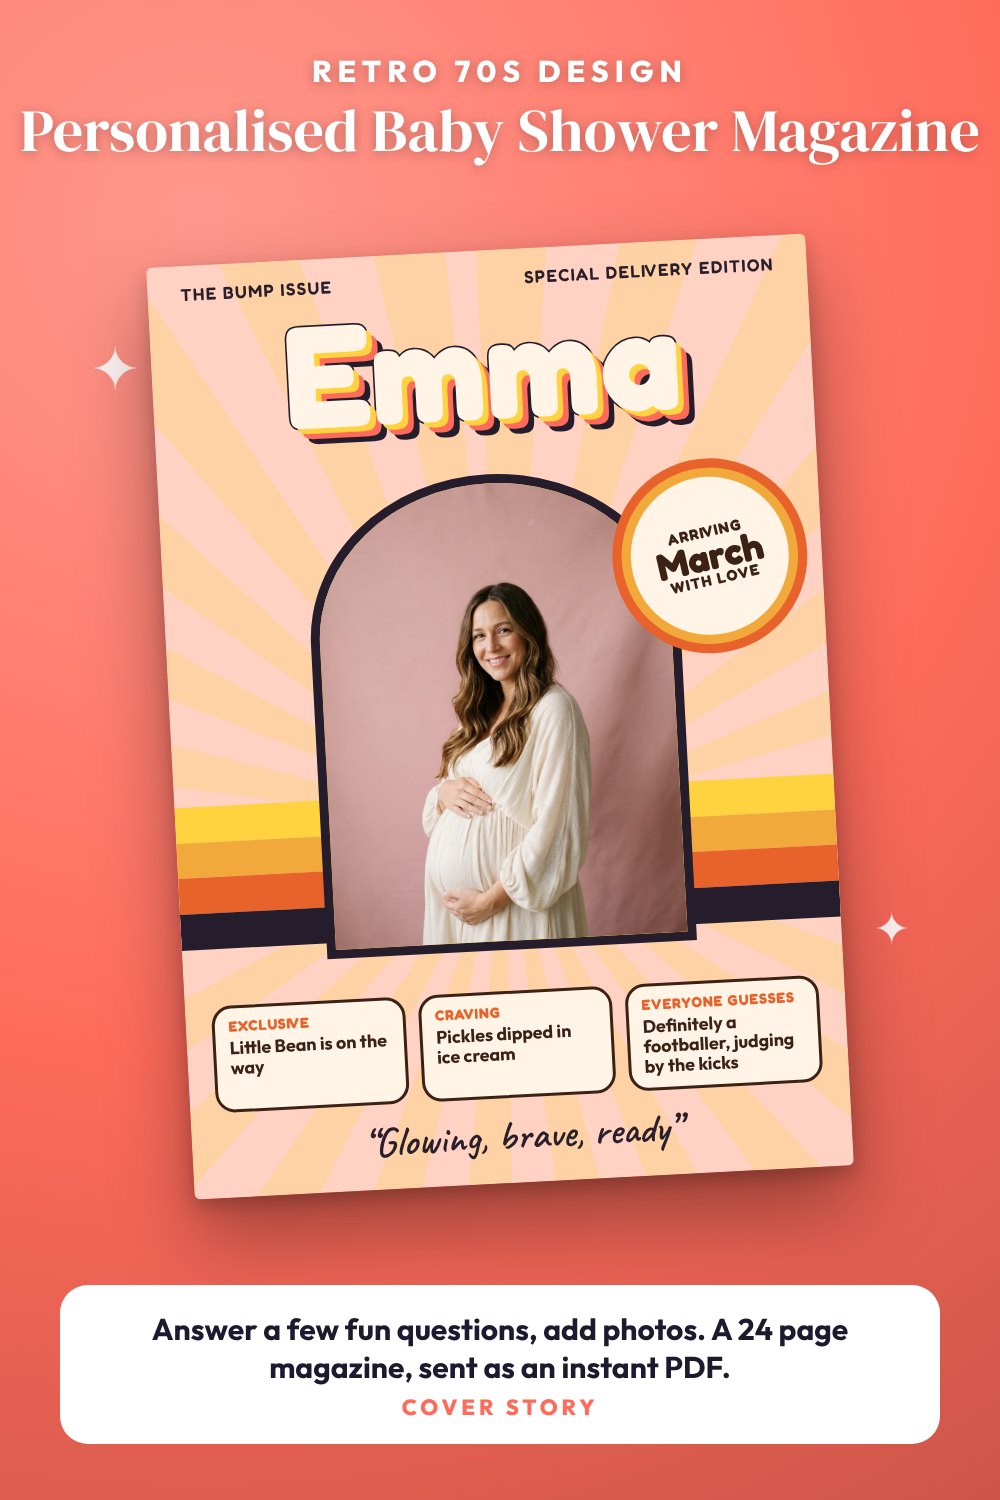 RETRO 70S DESIGN
Personalised Baby Shower Magazine
THE BUMP ISSUE
SPECIAL DELIVERY EDITION
Emma
ARRIVING
March
WITH LOVE
EXCLUSIVE
Little Bean is on the
way
CRAVING
Pickles dipped in
ice cream
EVERYONE GUESSES
Definitely a
footballer, judging
by the kicks
“Glowing, brave, ready”
Answer a few fun questions, add photos. A 24 page
magazine, sent as an instant PDF.
COVER STORY